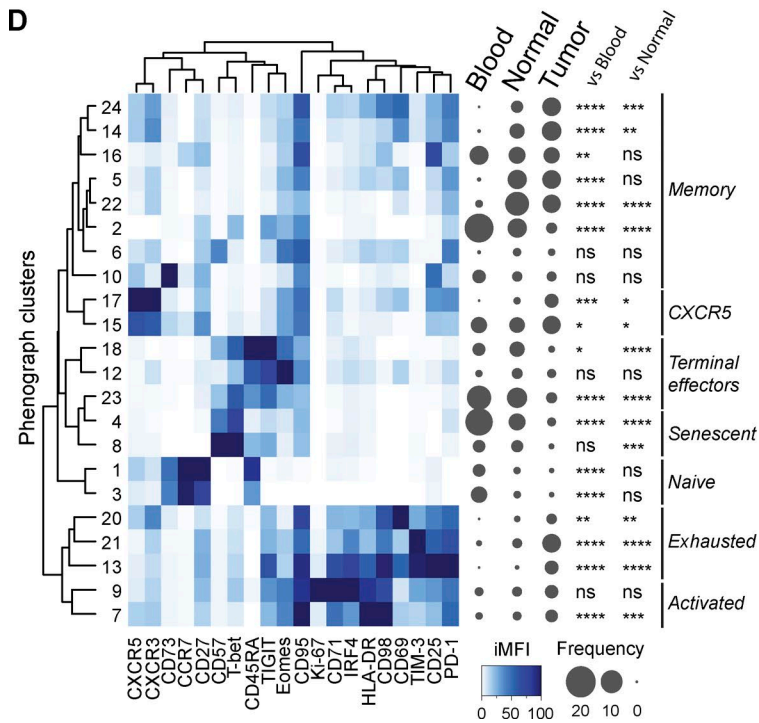 D
Blood Normal Tumor vs Blood vs Normal
Phenograph clusters
24 **** ***
14 **** **
16 ** ns
5 **** ns
22 **** ****
2 **** ****
6 ns ns
10 ns ns
Memory
17 *** *
15 * *
CXCR5
18 * ****
12 ns ns
23 **** ****
Terminal
effectors
4 **** ****
8 ns ***
Senescent
1 **** ns
3 **** ns
Naive
20 ** **
21 **** ****
13 **** ****
Exhausted
9 ns ns
7 **** ***
Activated
CXCR5 CXCR3 CD73 CCR7 CD27 CD57 T-bet CD45RA TIGIT Eomes CD95 Ki-67 CD71 IRF4 HLA-DR CD98 CD69 TIM-3 CD25 PD-1
iMFI
0 100
Frequency
20 10 0